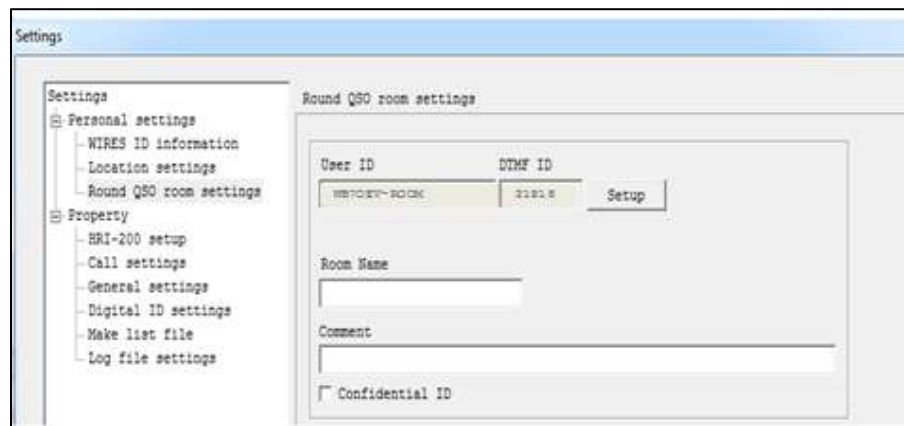 Settings
Settings
Personal settings
WIRES ID information
Location settings
Round QSO room settings
Property
HRI-200 setup
Call settings
General settings
Digital ID settings
Make list file
Log file settings
Round QSO room settings
User ID DTMF ID
Setup
Room Name
Comment
Confidential ID